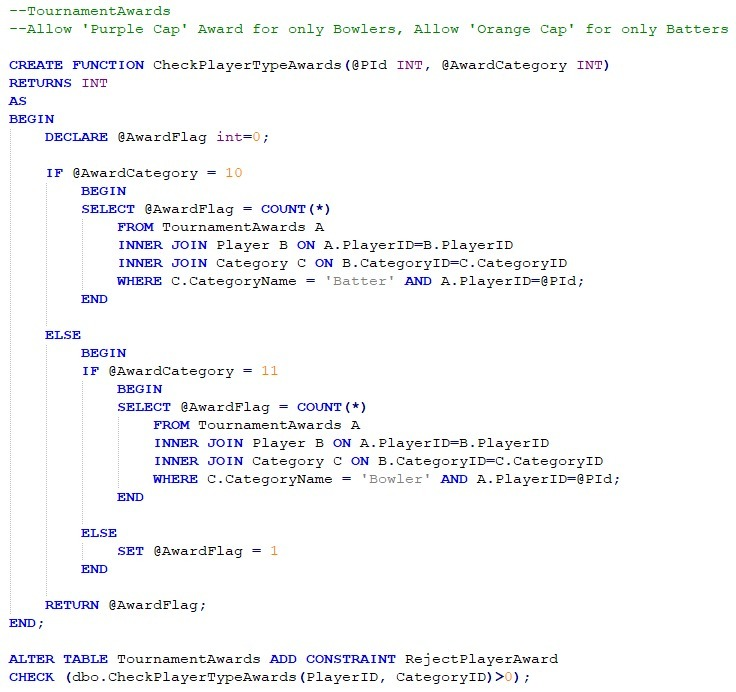 --TournamentAwards
--Allow 'Purple Cap' Award for only Bowlers, Allow 'Orange Cap' for only Batters
CREATE FUNCTION CheckPlayerTypeAwards(@PId INT, @AwardCategory INT)
RETURNS INT
AS
BEGIN
DECLARE @AwardFlag int=0;
IF @AwardCategory = 10
BEGIN
SELECT @AwardFlag = COUNT(*)
FROM TournamentAwards A
INNER JOIN Player B ON A.PlayerID=B.PlayerID
INNER JOIN Category C ON B.CategoryID=C.CategoryID
WHERE C.CategoryName = 'Batter' AND A.PlayerID=@PId;
END
ELSE
BEGIN
IF @AwardCategory = 11
BEGIN
SELECT @AwardFlag = COUNT(*)
FROM TournamentAwards A
INNER JOIN Player B ON A.PlayerID=B.PlayerID
INNER JOIN Category C ON B.CategoryID=C.CategoryID
WHERE C.CategoryName = 'Bowler' AND A.PlayerID=@PId;
END
ELSE
SET @AwardFlag = 1
END
RETURN @AwardFlag;
END;
ALTER TABLE TournamentAwards ADD CONSTRAINT RejectPlayerAward
CHECK (dbo.CheckPlayerTypeAwards(PlayerID, CategoryID)>0);